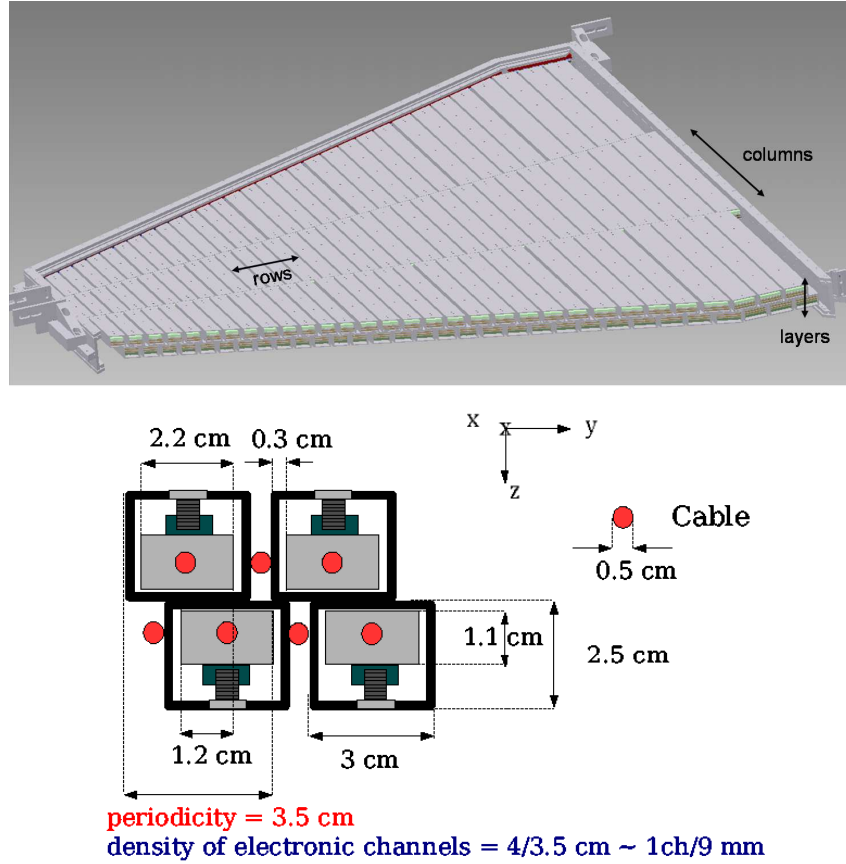 columns
rows
layers
2.2 cm
0.3 cm
x
x
y
z
Cable
0.5 cm
1.1 cm
2.5 cm
1.2 cm
3 cm
periodicity = 3.5 cm
density of electronic channels = 4/3.5 cm ~ 1ch/9 mm